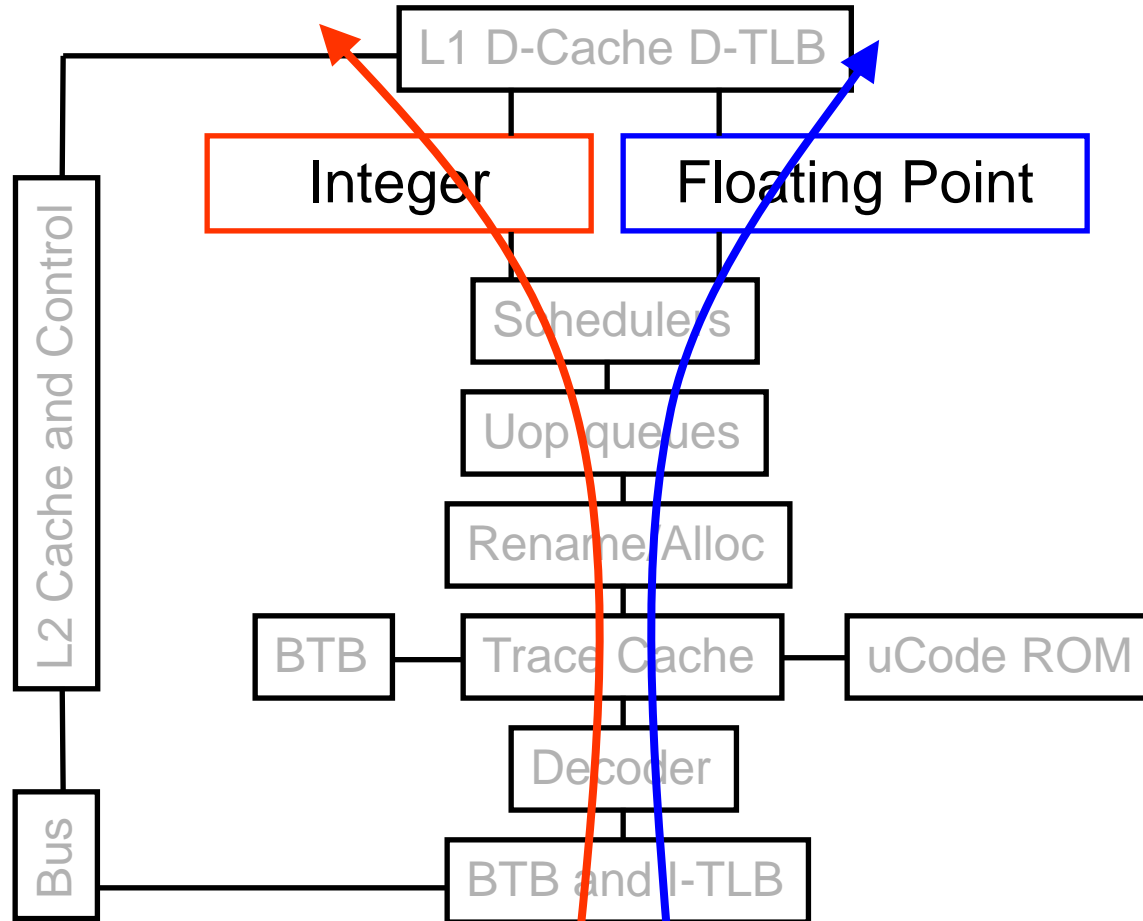 L1 D-Cache D-TLB
Integer
Floating Point
L2 Cache and Control
Schedulers
Uop queues
Rename/Alloc
BTB
Trace Cache
uCode ROM
Decoder
Bus
BTB and I-TLB